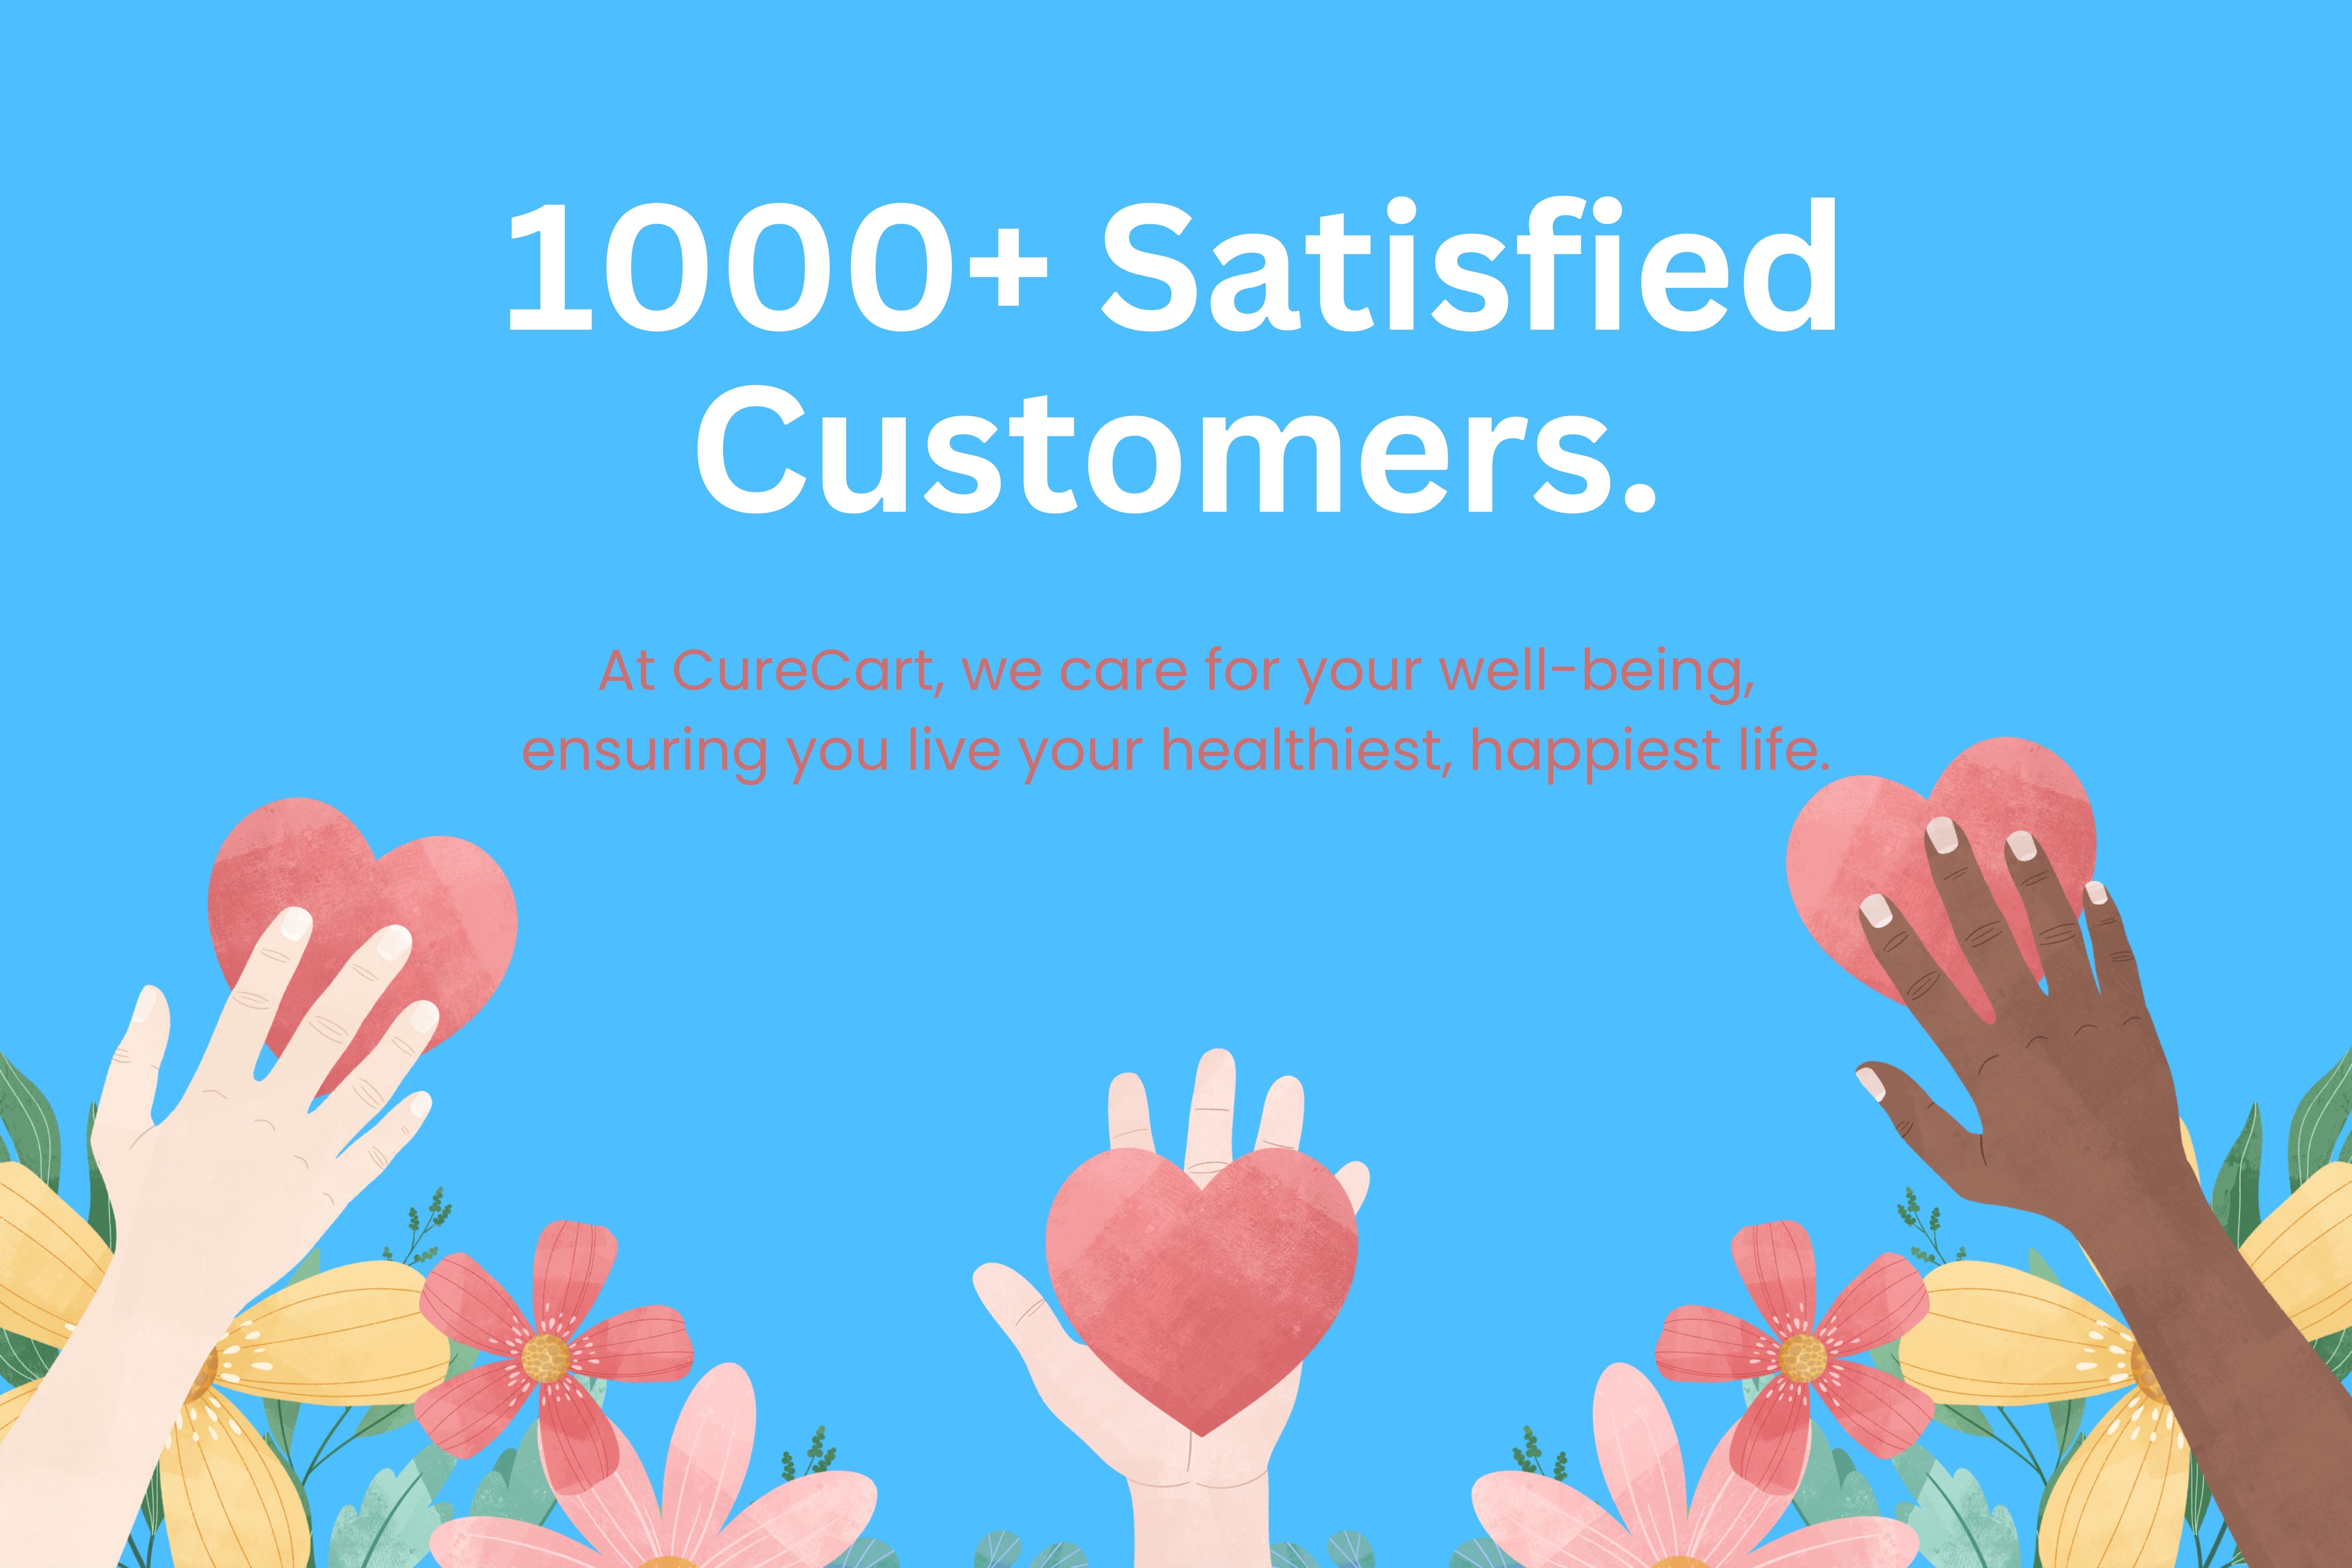 1000+ Satisfied
Customers.
At CureCart, we care for your well-being,
ensuring you live your healthiest, happiest life.